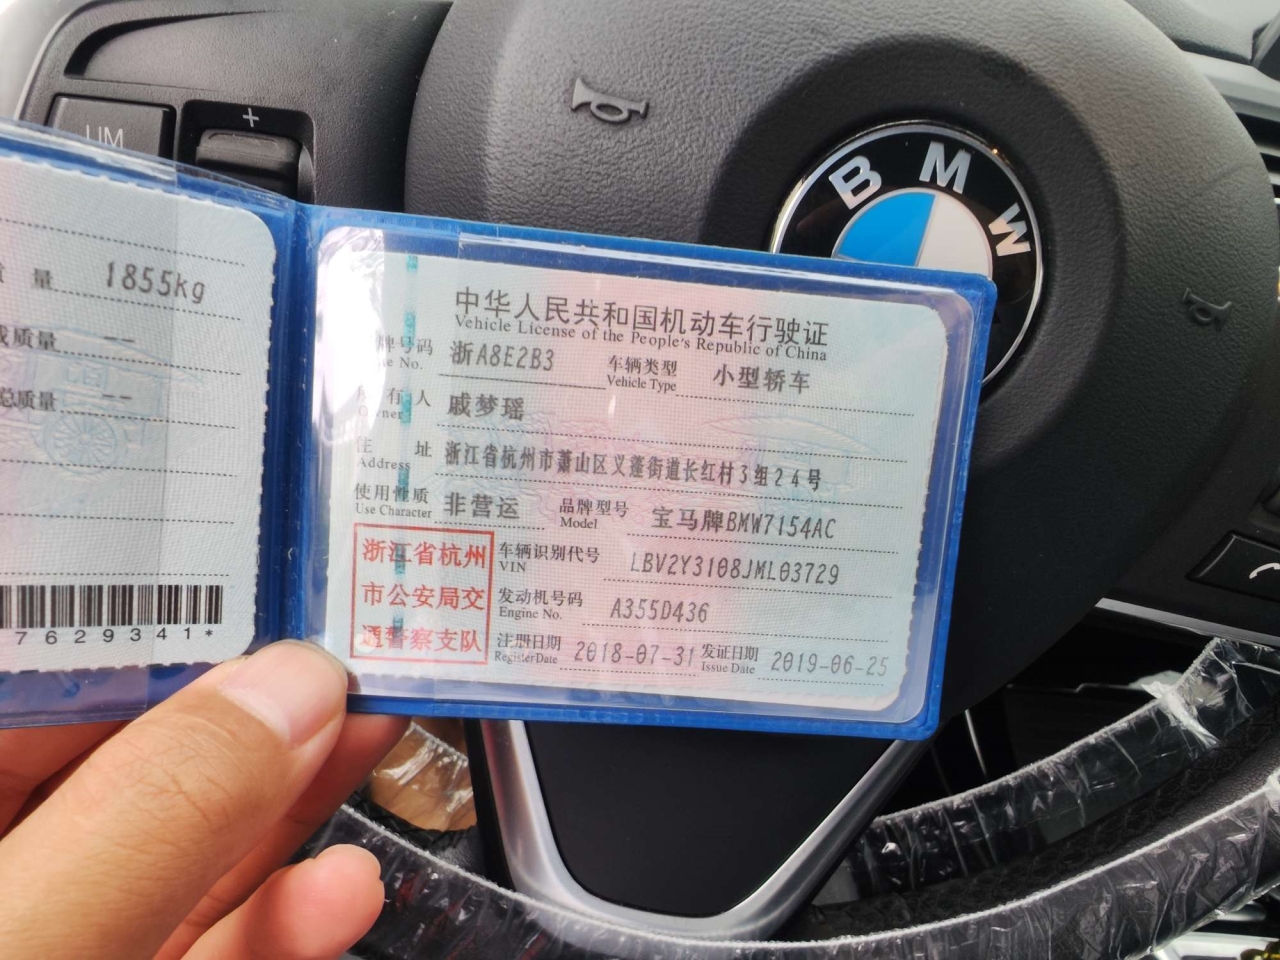 UM
+
BMW
量 1855kg
质量 --
总质量 --
7629341*
中华人民共和国机动车行驶证
Vehicle License of the People's Republic of China
牌号码 浙A8E2B3 车辆类型 小型轿车
No. Vehicle Type
有人 戚梦瑶
Owner
住址 浙江省杭州市萧山区义蓬街道长红村3组24号
Address
使用性质 非营运 品牌型号 宝马牌BMW7154AC
Use Character Model
浙江省杭州
市公安局交
通警察支队
车辆识别代号 LBV2Y3108JML03729
VIN
发动机号码 A355D436
Engine No.
注册日期 2018-07-31 发证日期 2019-06-25
Register Date Issue Date